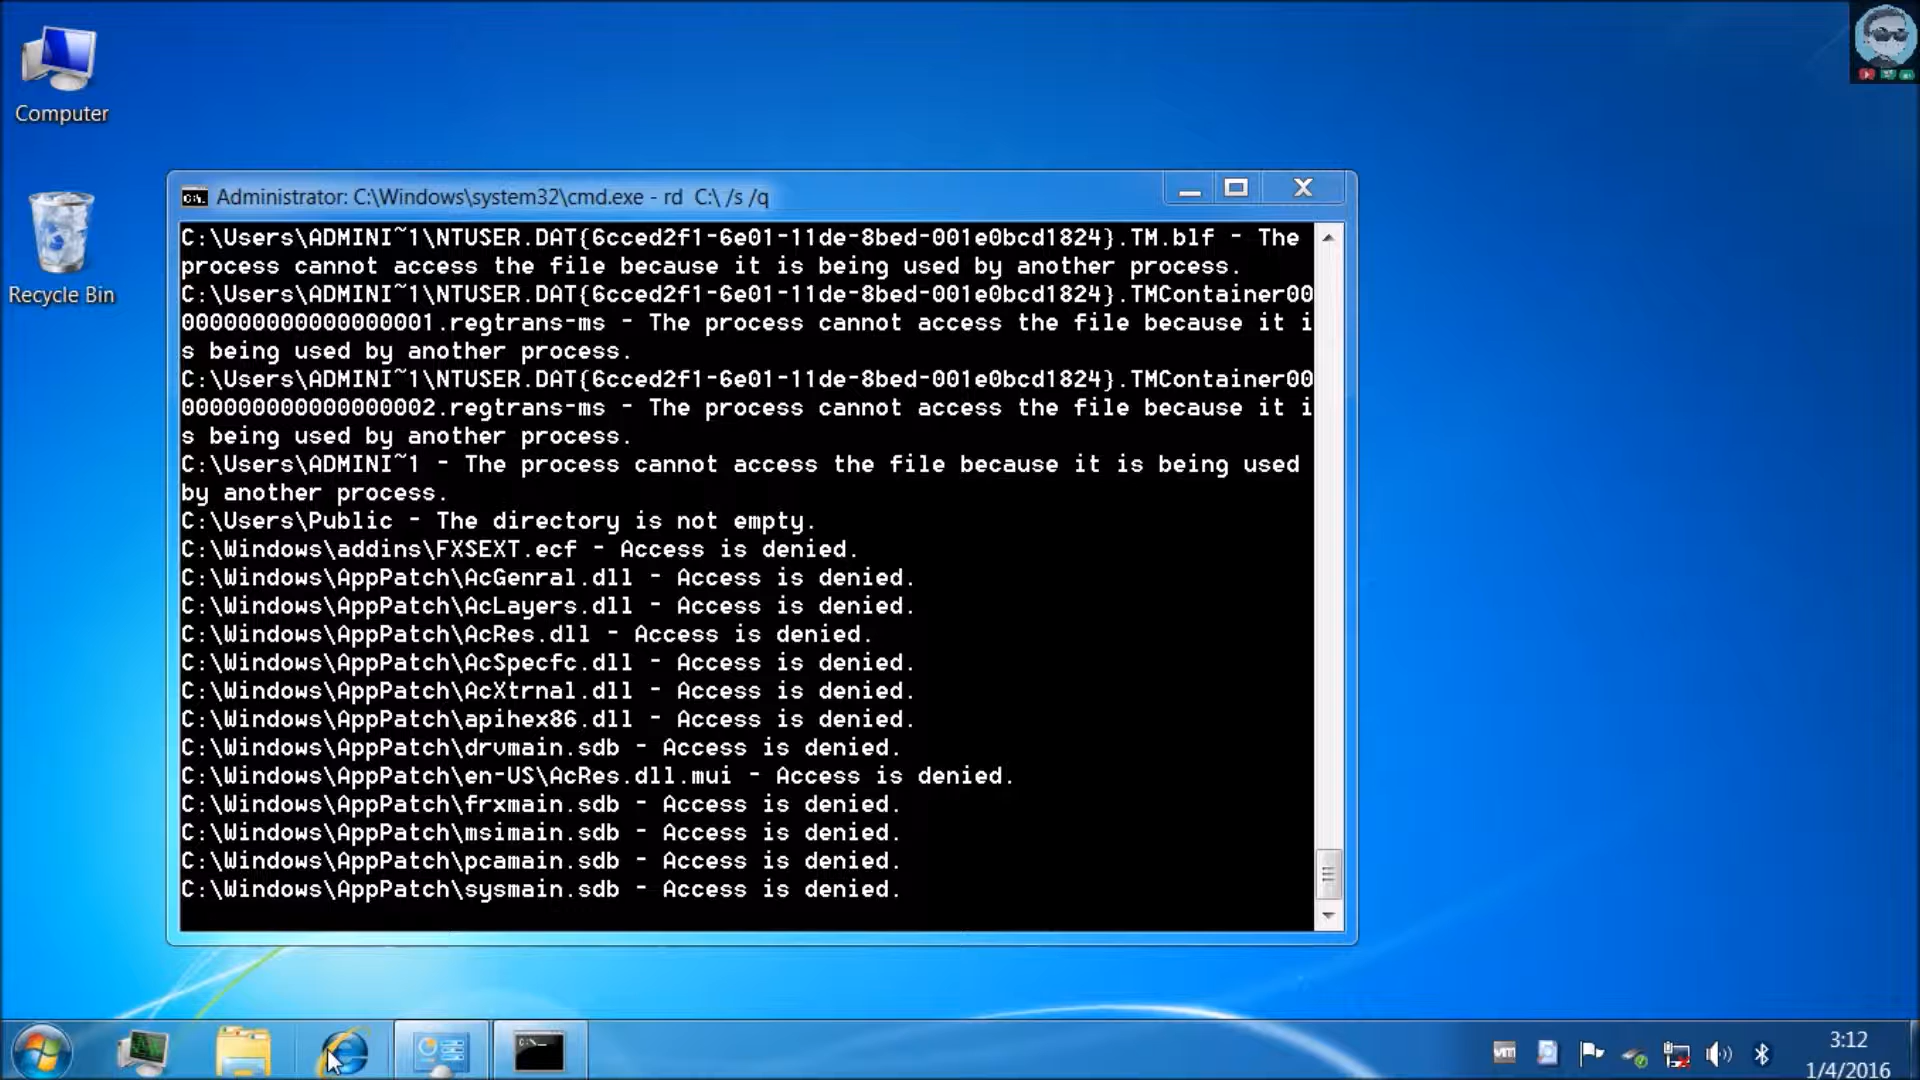 Computer
Recycle Bin
Administrator: C:\Windows\system32\cmd.exe - rd  C:\ /s /q
C:\Users\ADMINI~1\NTUSER.DAT{6cced2f1-6e01-11de-8bed-001e0bcd1824}.TM.blf - The
process cannot access the file because it is being used by another process.
C:\Users\ADMINI~1\NTUSER.DAT{6cced2f1-6e01-11de-8bed-001e0bcd1824}.TMContainer00
000000000000000001.regtrans-ms - The process cannot access the file because it i
s being used by another process.
C:\Users\ADMINI~1\NTUSER.DAT{6cced2f1-6e01-11de-8bed-001e0bcd1824}.TMContainer00
000000000000000002.regtrans-ms - The process cannot access the file because it i
s being used by another process.
C:\Users\ADMINI~1 - The process cannot access the file because it is being used
by another process.
C:\Users\Public - The directory is not empty.
C:\Windows\addins\FXSEXT.ecf - Access is denied.
C:\Windows\AppPatch\AcGenral.dll - Access is denied.
C:\Windows\AppPatch\AcLayers.dll - Access is denied.
C:\Windows\AppPatch\AcRes.dll - Access is denied.
C:\Windows\AppPatch\AcSpecfc.dll - Access is denied.
C:\Windows\AppPatch\AcXtrnal.dll - Access is denied.
C:\Windows\AppPatch\apihex86.dll - Access is denied.
C:\Windows\AppPatch\drvmain.sdb - Access is denied.
C:\Windows\AppPatch\en-US\AcRes.dll.mui - Access is denied.
C:\Windows\AppPatch\frxmain.sdb - Access is denied.
C:\Windows\AppPatch\msimain.sdb - Access is denied.
C:\Windows\AppPatch\pcamain.sdb - Access is denied.
C:\Windows\AppPatch\sysmain.sdb - Access is denied.
3:12
1/4/2016